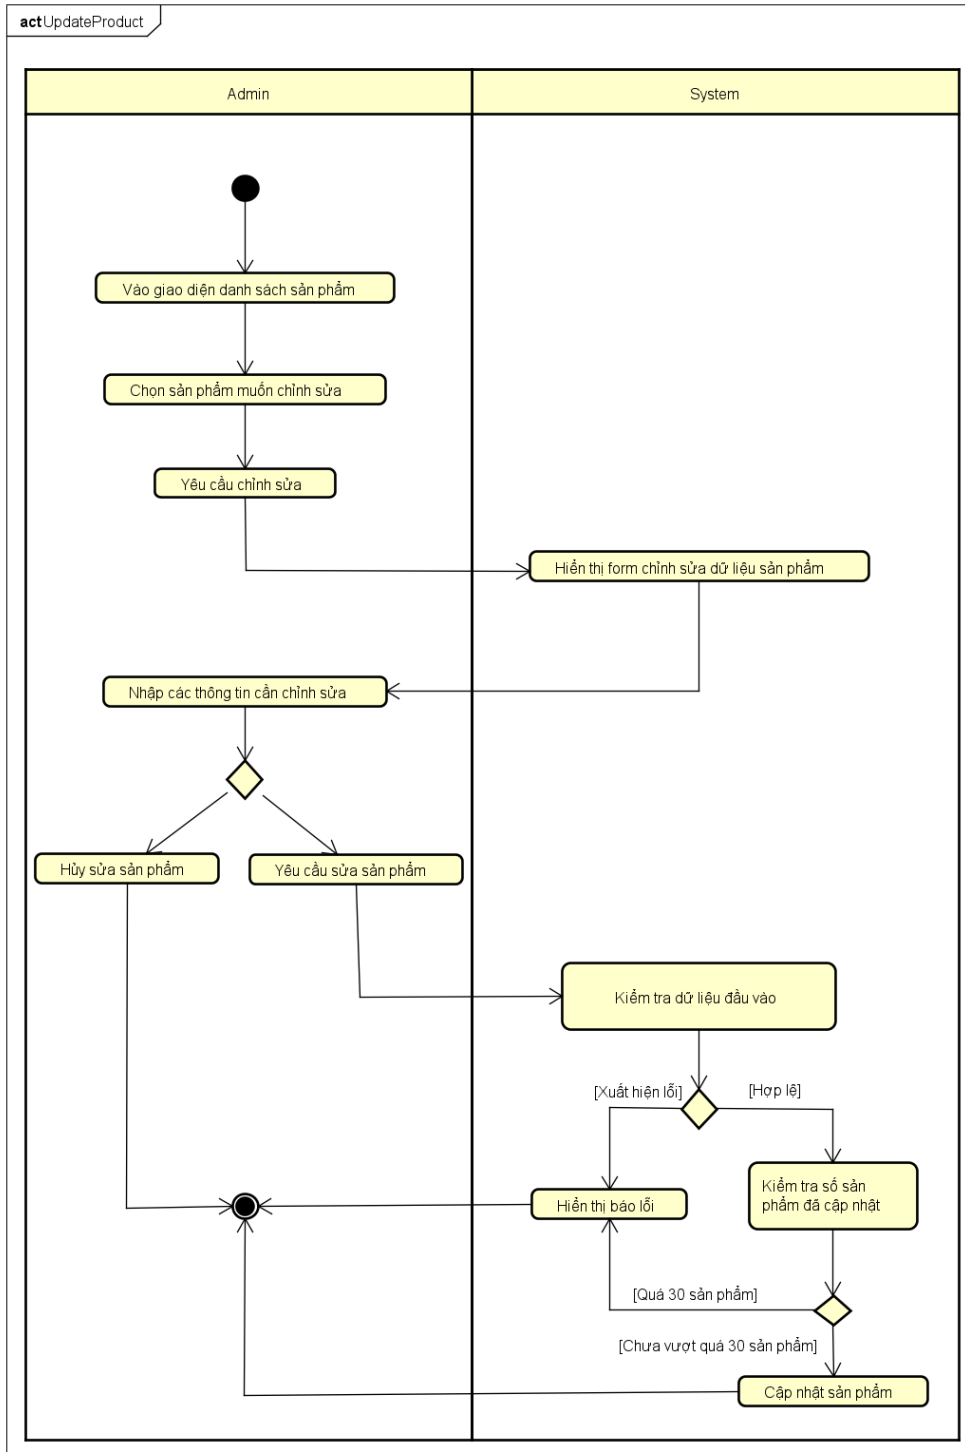 act UpdateProduct
Admin
System
Vào giao diện danh sách sản phẩm
Chọn sản phẩm muốn chỉnh sửa
Yêu cầu chỉnh sửa
Hiển thị form chỉnh sửa dữ liệu sản phẩm
Nhập các thông tin cần chỉnh sửa
Hủy sửa sản phẩm
Yêu cầu sửa sản phẩm
Kiểm tra dữ liệu đầu vào
[Xuất hiện lỗi]
[Hợp lệ]
Hiển thị báo lỗi
Kiểm tra số sản
phẩm đã cập nhật
[Quá 30 sản phẩm]
[Chưa vượt quá 30 sản phẩm]
Cập nhật sản phẩm